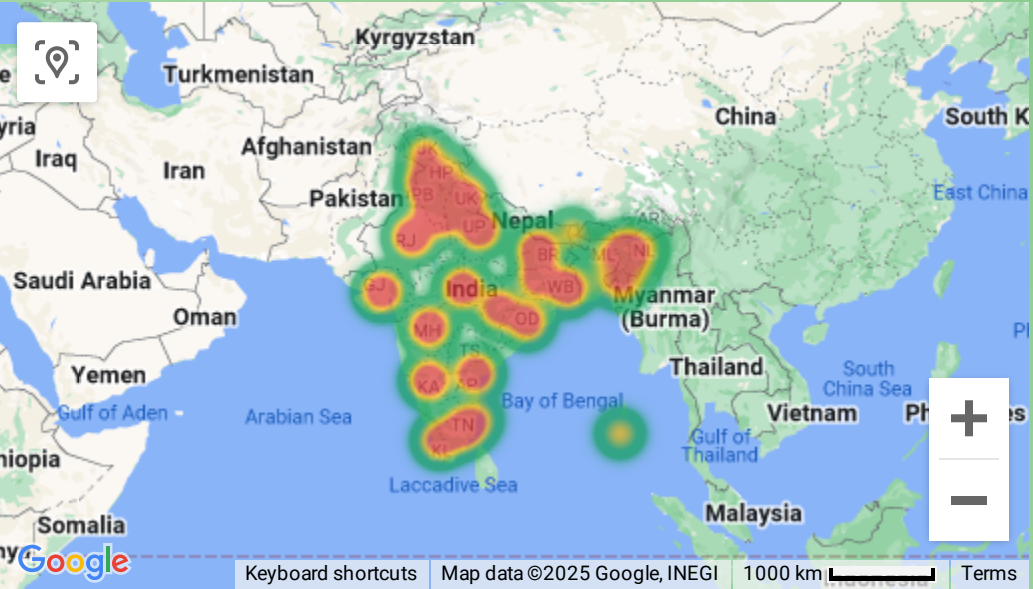 Kyrgyzstan
Turkmenistan
China
South K
yria
Afghanistan
Iraq
Iran
Pakistan
East China
JK
HP
PB
UK
UP
RJ
Nepal
AR
BR
ML
NL
Saudi Arabia
GJ
India
WB
Myanmar
(Burma)
Oman
MH
OD
TS
Thailand
Yemen
KA
AP
South
China Sea
Gulf of Aden
Arabian Sea
Bay of Bengal
Vietnam
Ph
es
TN
KL
Gulf of
Thailand
hiopia
Laccadive Sea
Malaysia
Somalia
Google
Keyboard shortcuts
Map data ©2025 Google, INEGI
1000 km
Terms
Indonesia